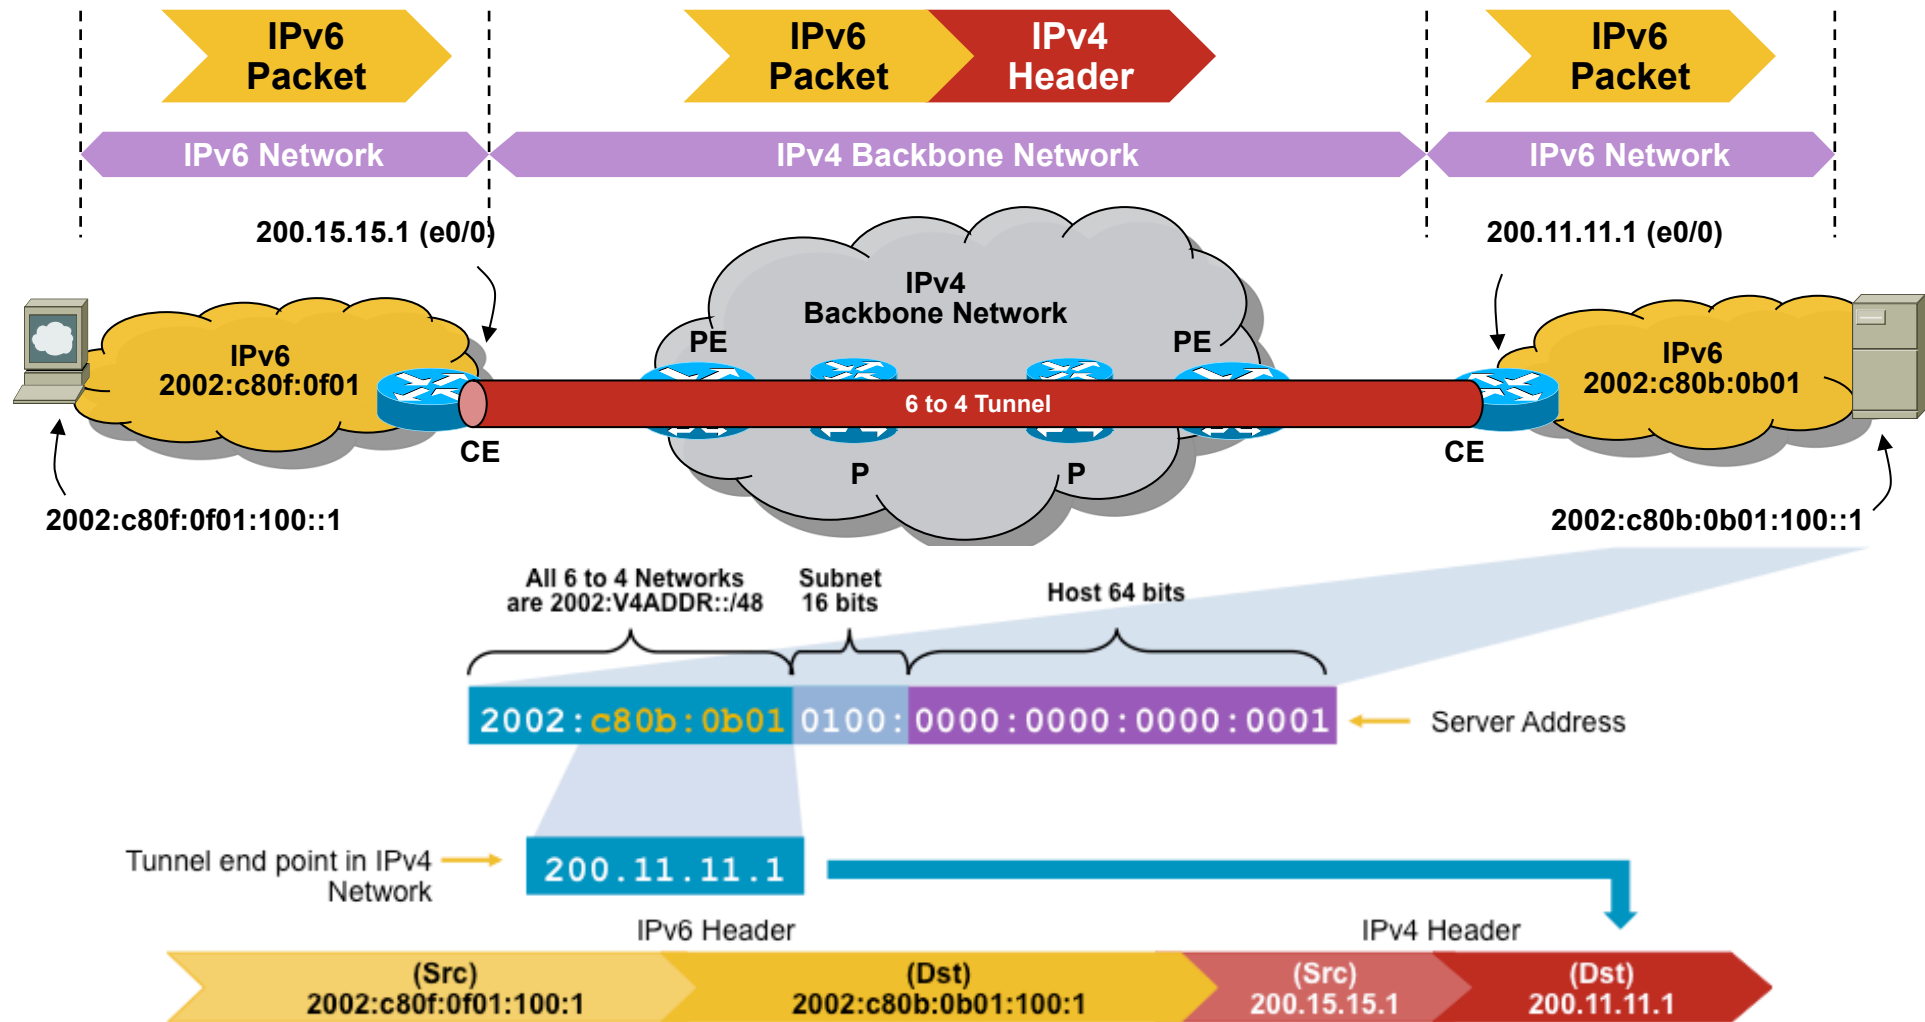 IPv6
Packet
IPv6
Packet
IPv4
Header
IPv6
Packet
IPv6 Network
IPv4 Backbone Network
IPv6 Network
200.15.15.1 (e0/0)
200.11.11.1 (e0/0)
IPv4
Backbone Network
PE
PE
IPv6
2002:c80f:0f01
IPv6
2002:c80b:0b01
6 to 4 Tunnel
CE
CE
P
P
2002:c80f:0f01:100::1
2002:c80b:0b01:100::1
All 6 to 4 Networks
are 2002:V4ADDR::/48
Subnet
16 bits
Host 64 bits
2002:c80b:0b01 0100:0000:0000:0000:0001
Server Address
Tunnel end point in IPv4
Network
200.11.11.1
IPv6 Header
IPv4 Header
(Src)
2002:c80f:0f01:100:1
(Dst)
2002:c80b:0b01:100:1
(Src)
200.15.15.1
(Dst)
200.11.11.1